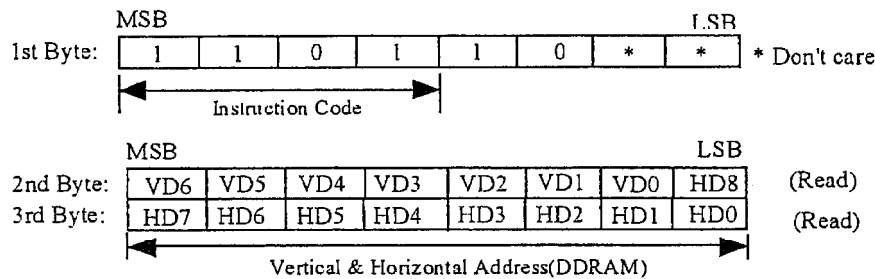 MSB LSB
1st Byte: 1 1 0 1 1 0 * * * Don't care
Instruction Code
MSB LSB
2nd Byte: VD6 VD5 VD4 VD3 VD2 VD1 VD0 HD8 (Read)
3rd Byte: HD7 HD6 HD5 HD4 HD3 HD2 HD1 HD0 (Read)
Vertical & Horizontal Address(DDRAM)